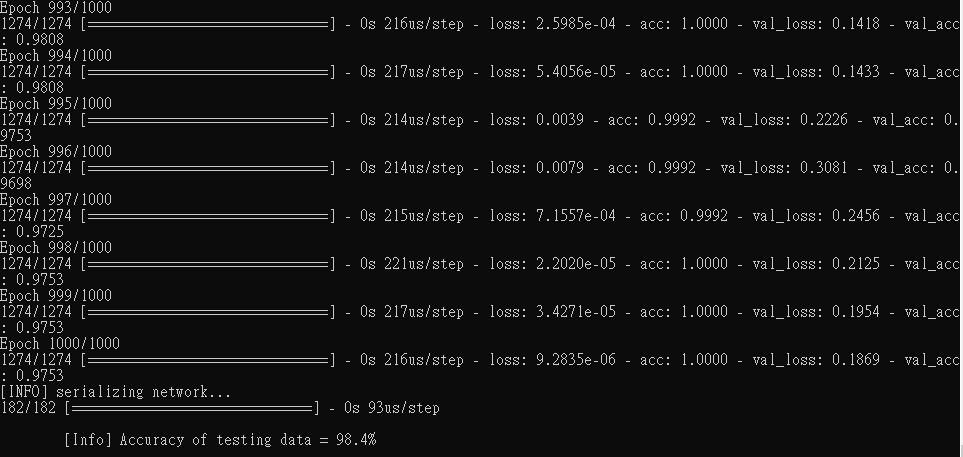 Epoch 993/1000
1274/1274 [==============================] - 0s 216us/step - loss: 2.5985e-04 - acc: 1.0000 - val_loss: 0.1418 - val_acc
: 0.9808
Epoch 994/1000
1274/1274 [==============================] - 0s 217us/step - loss: 5.4056e-05 - acc: 1.0000 - val_loss: 0.1433 - val_acc
: 0.9808
Epoch 995/1000
1274/1274 [==============================] - 0s 214us/step - loss: 0.0039 - acc: 0.9992 - val_loss: 0.2226 - val_acc: 0.
9753
Epoch 996/1000
1274/1274 [==============================] - 0s 214us/step - loss: 0.0079 - acc: 0.9992 - val_loss: 0.3081 - val_acc: 0.
9698
Epoch 997/1000
1274/1274 [==============================] - 0s 215us/step - loss: 7.1557e-04 - acc: 0.9992 - val_loss: 0.2456 - val_acc
: 0.9725
Epoch 998/1000
1274/1274 [==============================] - 0s 221us/step - loss: 2.2020e-05 - acc: 1.0000 - val_loss: 0.2125 - val_acc
: 0.9753
Epoch 999/1000
1274/1274 [==============================] - 0s 217us/step - loss: 3.4271e-05 - acc: 1.0000 - val_loss: 0.1954 - val_acc
: 0.9753
Epoch 1000/1000
1274/1274 [==============================] - 0s 216us/step - loss: 9.2835e-06 - acc: 1.0000 - val_loss: 0.1869 - val_acc
: 0.9753
[INFO] serializing network...
182/182 [==============================] - 0s 93us/step
[Info] Accuracy of testing data = 98.4%